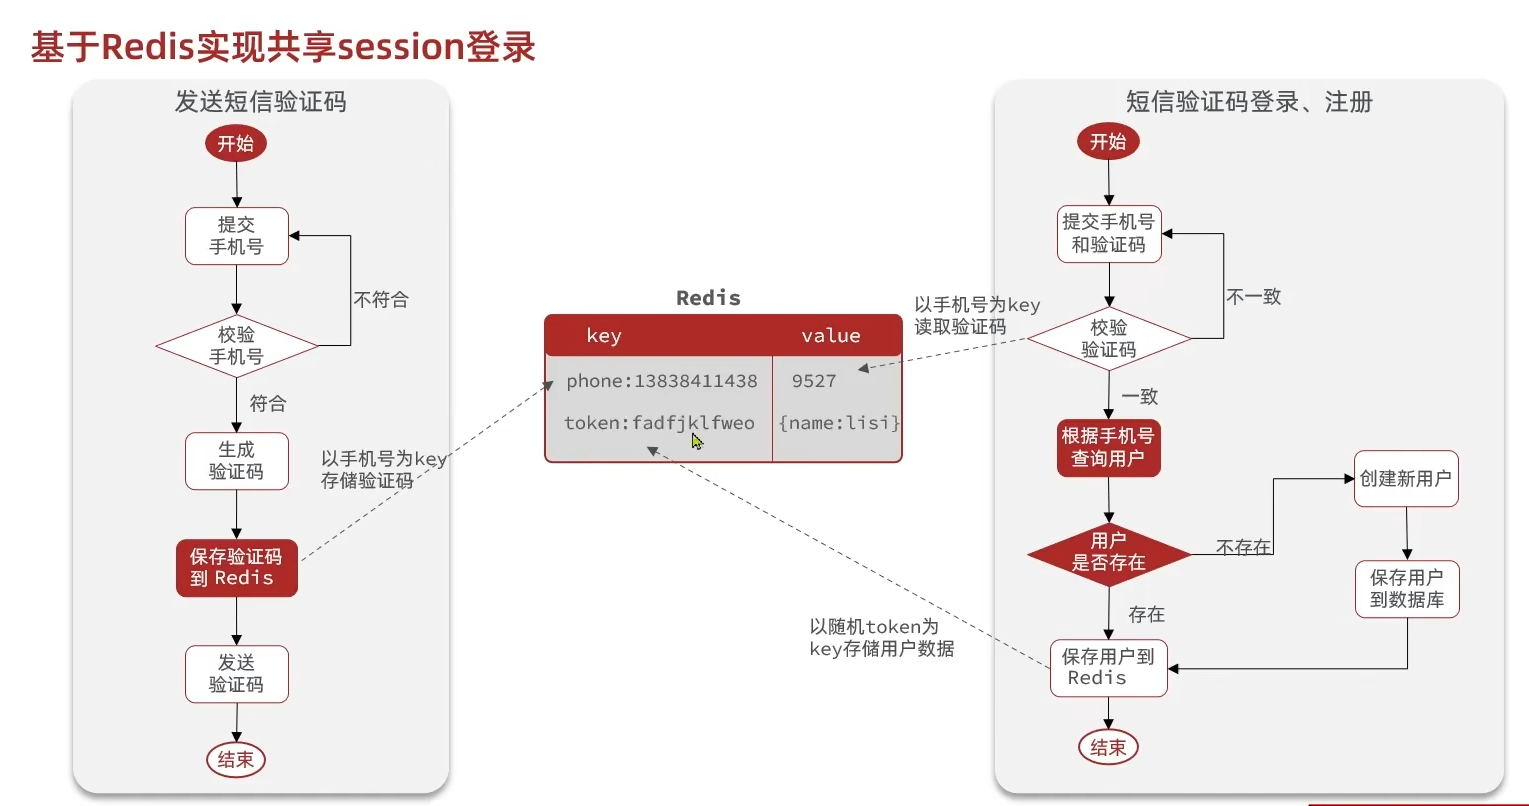 基于Redis实现共享session登录
发送短信验证码
开始
提交
手机号
不符合
校验
手机号
符合
生成
验证码
以手机号为key
存储验证码
保存验证码
到 Redis
发送
验证码
结束
Redis
key
value
phone:13838411438
9527
token:fadfjklfweo
{name:lisi}
以手机号为key
读取验证码
以随机token为
key存储用户数据
短信验证码登录、注册
开始
提交手机号
和验证码
不一致
校验
验证码
一致
根据手机号
查询用户
用户
是否存在
不存在
创建新用户
保存用户
到数据库
存在
保存用户到
Redis
结束